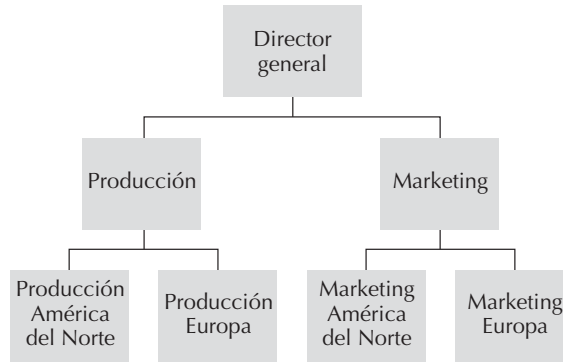 Director
general
Producción
Marketing
Producción
América
del Norte
Producción
Europa
Marketing
América
del Norte
Marketing
Europa